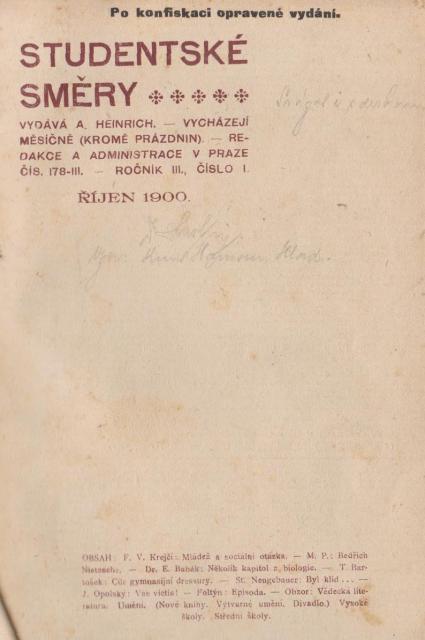 Po konfiskaci opravené vydání.
STUDENTSKÉ
SMĚRY
VYDÁVÁ A. HEINRICH. — VYCHÁZEJÍ
MĚSÍČNĚ (KROMĚ PRÁZDNIN). — RE-
DAKCE A ADMINISTRACE V PRAZE
ČÍS. 178-III. — ROČNÍK III., ČÍSLO I.
ŘÍJEN 1900.
OBSAH: F. V. Krejčí: Mládež a sociální otázka. — M. P.: Bedřich
Nietzsche. — Dr. E. Babák: Několik kapitol z biologie. — T. Bar-
tošek: Cíle gymnasijní dressury. — St. Neugebauer: Byl klid ... —
J. Opolský: Vae victis! — Foltýn: Episoda. — Obzor: Vědecká lite-
ratura. Umění. (Nové knihy. Výtvarné umění. Divadlo.) Vysoké
školy. Střední školy.